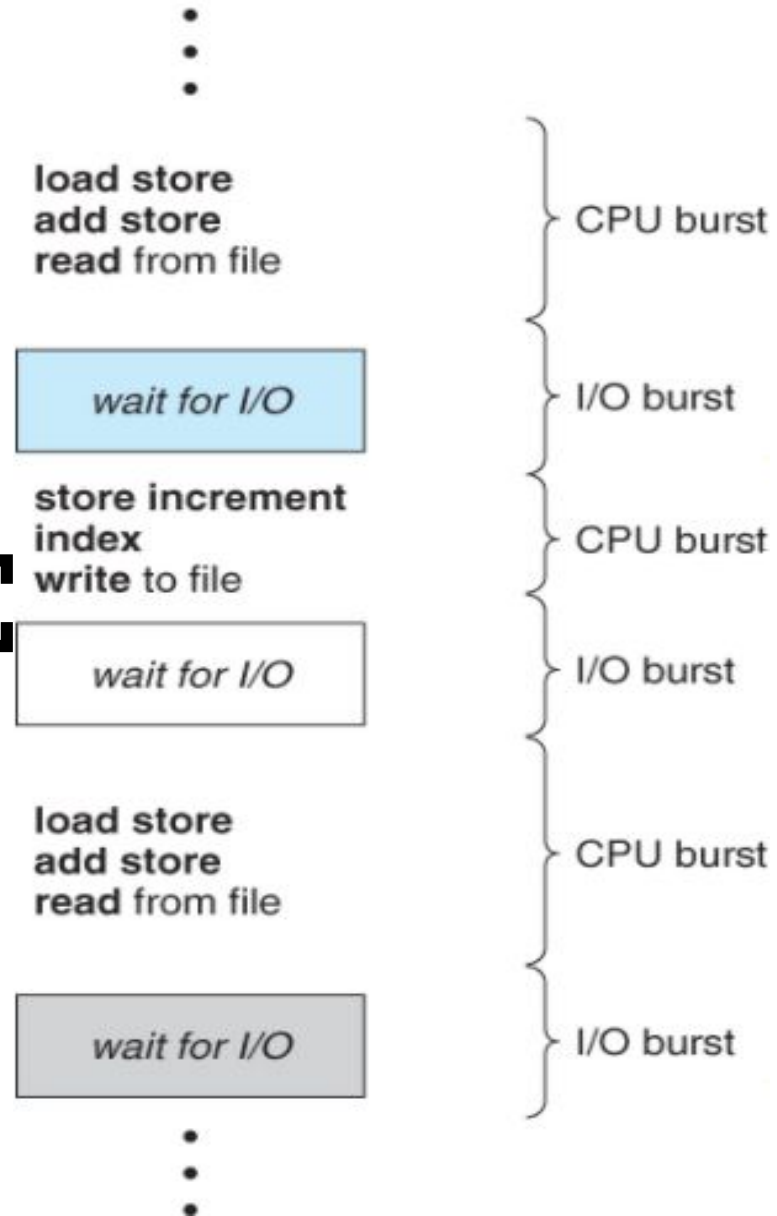 load store
add store
read from file
CPU burst
wait for I/O
I/O burst
store increment
index
write to file
CPU burst
wait for I/O
I/O burst
load store
add store
read from file
CPU burst
wait for I/O
I/O burst